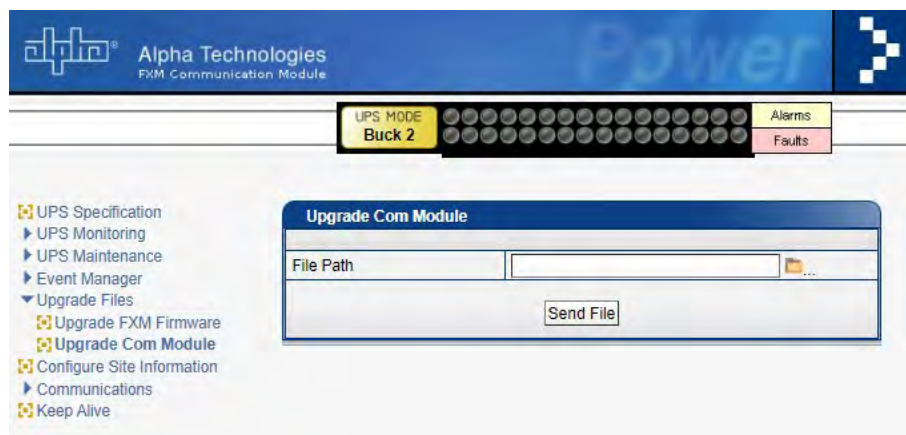 alpha® Alpha Technologies
FXM Communication Module
Power
UPS MODE
Buck 2
Alarms
Faults
UPS Specification
UPS Monitoring
UPS Maintenance
Event Manager
Upgrade Files
Upgrade FXM Firmware
Upgrade Com Module
Configure Site Information
Communications
Keep Alive
Upgrade Com Module
File Path
...
Send File